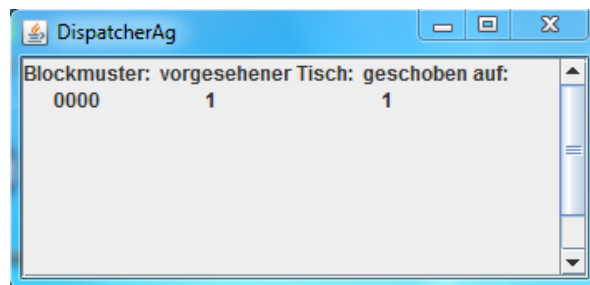 DispatcherAg
Blockmuster: vorgesehener Tisch: geschoben auf:
0000 1 1